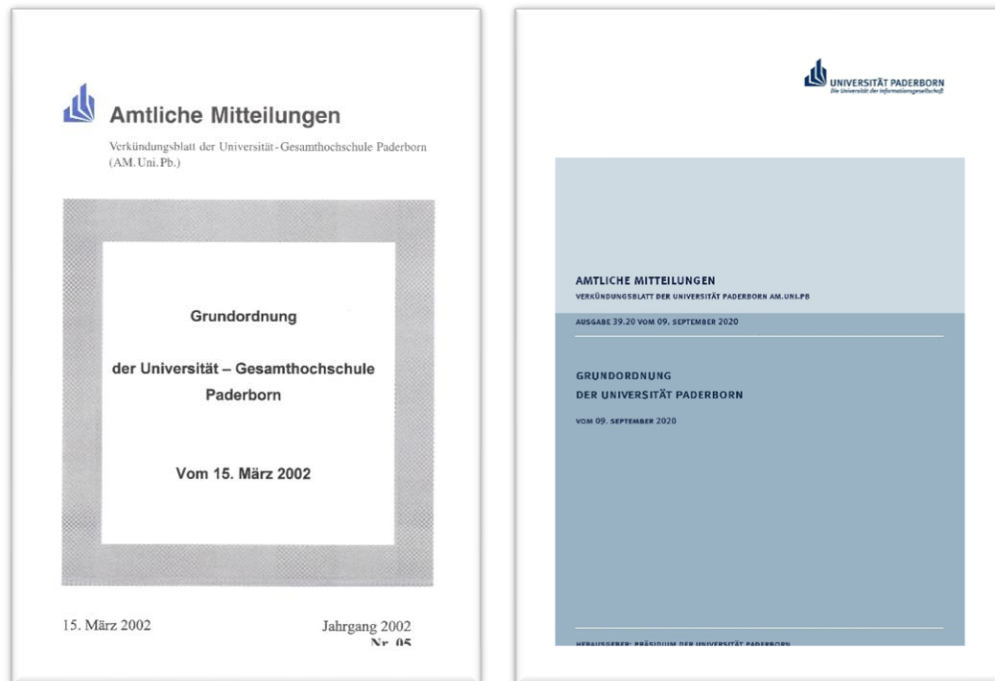 Amtliche Mitteilungen
Verkündungsblatt der Universität-Gesamthochschule Paderborn
(AM.Uni.Pb.)
Grundordnung
der Universität – Gesamthochschule
Paderborn
Vom 15. März 2002
15. März 2002
Jahrgang 2002
Nr. 05
UNIVERSITÄT PADERBORN
Die Universität der Informationsgesellschaft
AMTLICHE MITTEILUNGEN
VERKÜNDUNGSBLATT DER UNIVERSITÄT PADERBORN AM.UNI.PB
AUSGABE 39.20 VOM 09. SEPTEMBER 2020
GRUNDORDNUNG
DER UNIVERSITÄT PADERBORN
VOM 09. SEPTEMBER 2020
HERAUSGEBER: PRÄSIDIUM DER UNIVERSITÄT PADERBORN